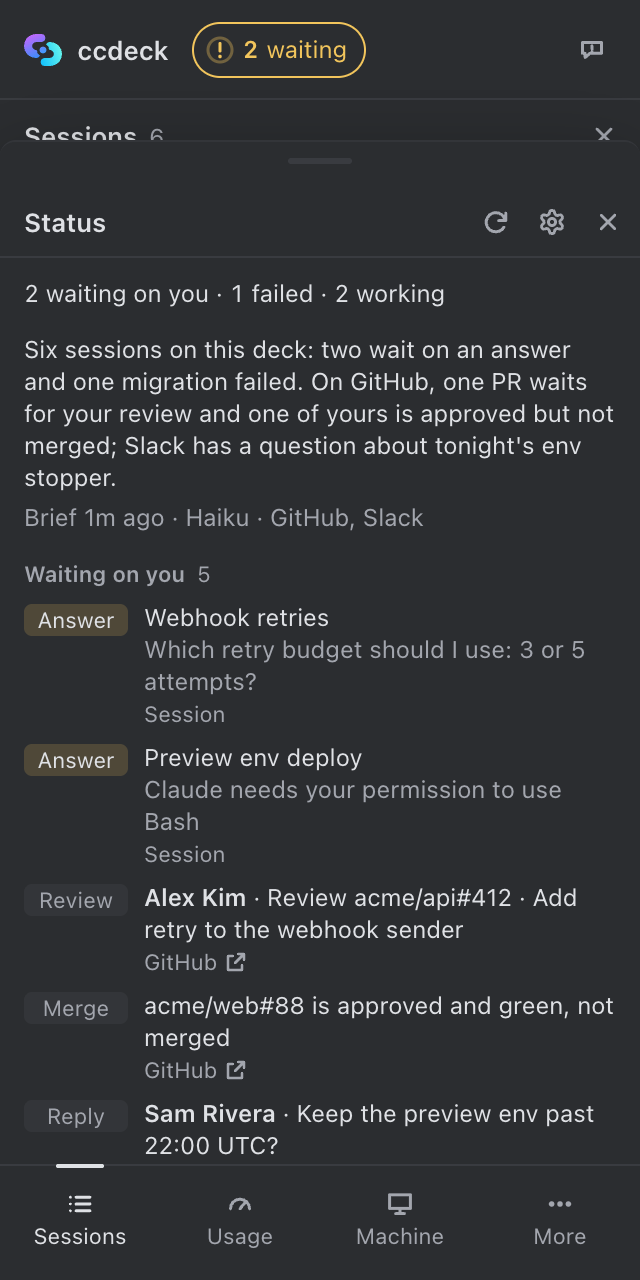 ccdeck
2 waiting
Sessions 6
Status
2 waiting on you · 1 failed · 2 working
Six sessions on this deck: two wait on an answer
and one migration failed. On GitHub, one PR waits
for your review and one of yours is approved but not
merged; Slack has a question about tonight's env
stopper.
Brief 1m ago · Haiku · GitHub, Slack
Waiting on you 5
Answer
Webhook retries
Which retry budget should I use: 3 or 5
attempts?
Session
Answer
Preview env deploy
Claude needs your permission to use
Bash
Session
Review
Alex Kim · Review acme/api#412 · Add
retry to the webhook sender
GitHub
Merge
acme/web#88 is approved and green, not
merged
GitHub
Reply
Sam Rivera · Keep the preview env past
22:00 UTC?
Sessions
Usage
Machine
More